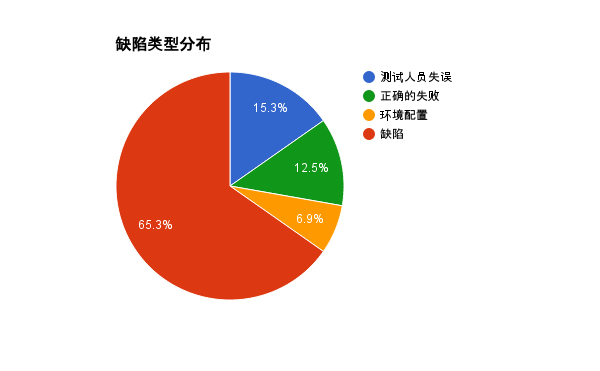 缺陷类型分布
测试人员失误
正确的失败
环境配置
缺陷
15.3%
12.5%
6.9%
65.3%